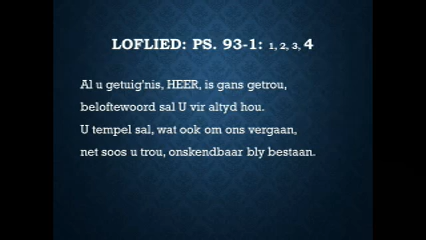 LOFLIED: PS. 93-1: 1, 2, 3, 4
Al u getuig'nis, HEER, is gans getrou,
beloftewoord sal U vir altyd hou.
U tempel sal, wat ook om ons vergaan,
net soos u trou, onskendbaar bly bestaan.